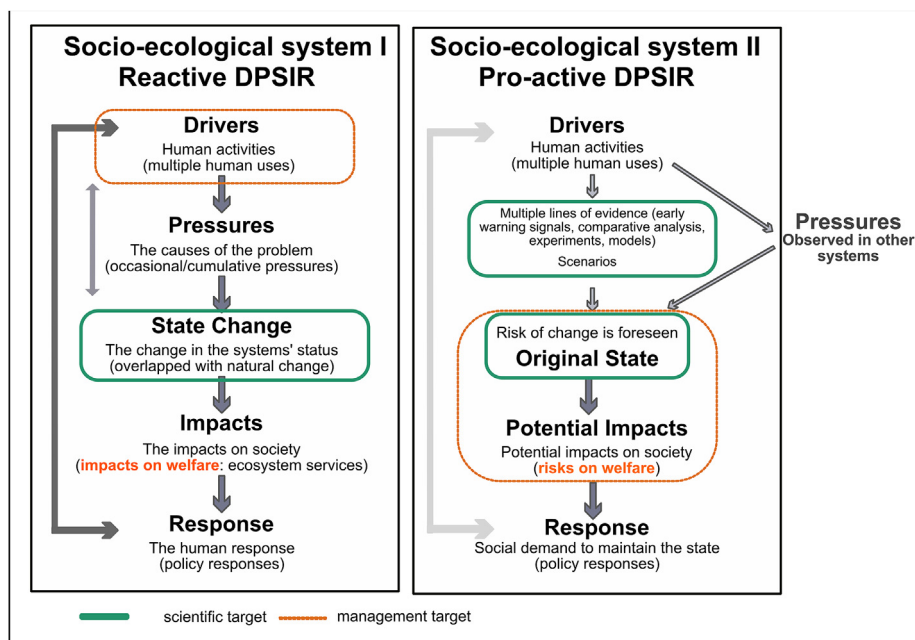 Socio-ecological system I
Reactive DPSIR
Drivers
Human activities
(multiple human uses)
Pressures
The causes of the problem
(occasional/cumulative pressures)
State Change
The change in the systems' status
(overlapped with natural change)
Impacts
The impacts on society
(impacts on welfare: ecosystem services)
Response
The human response
(policy responses)
Socio-ecological system II
Pro-active DPSIR
Drivers
Human activities
(multiple human uses)
Multiple lines of evidence (early
warning signals, comparative analysis,
experiments, models)
Scenarios
Pressures
Observed in other
systems
Risk of change is foreseen
Original State
Potential Impacts
Potential impacts on society
(risks on welfare)
Response
Social demand to maintain the state
(policy responses)
scientific target
management target